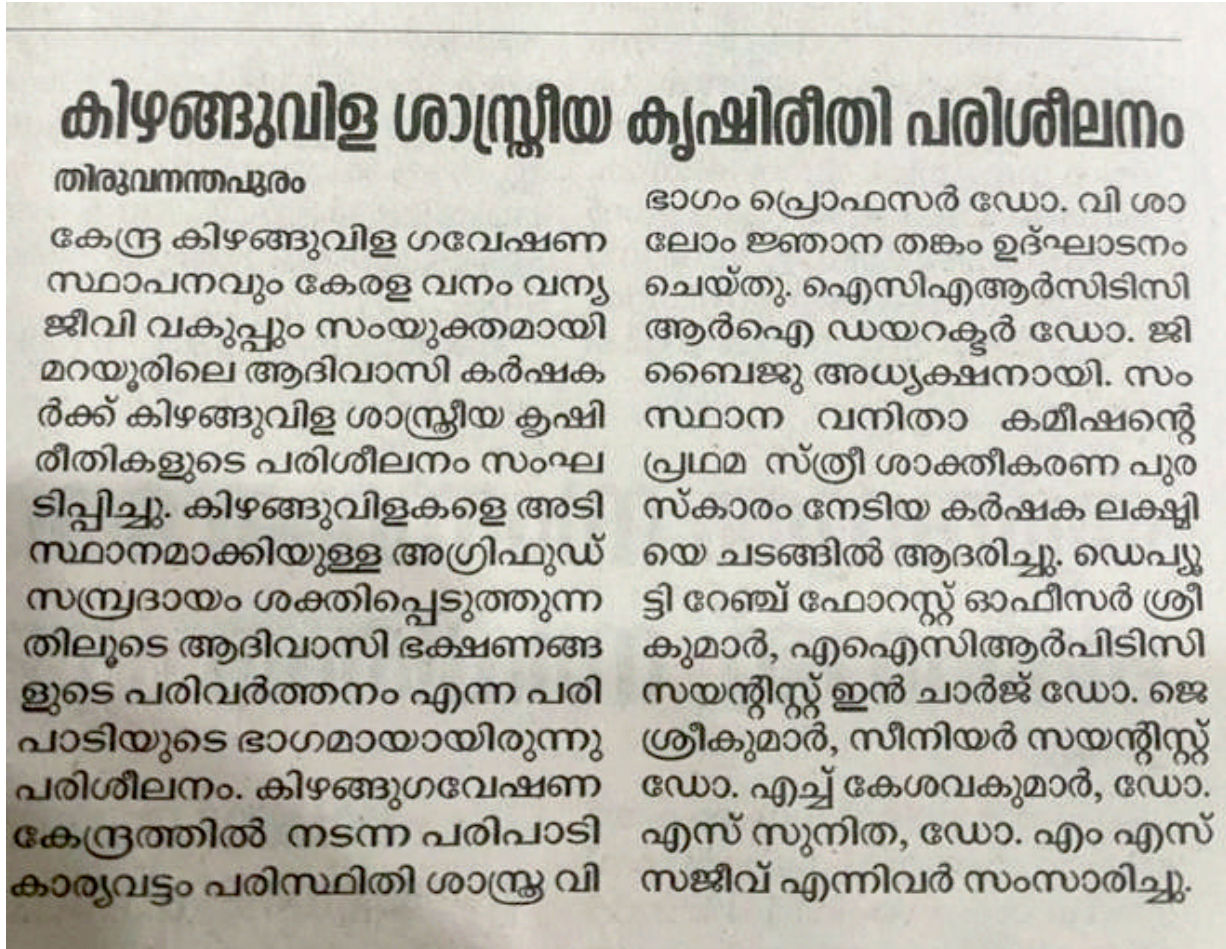 കിഴങ്ങുവിള ശാസ്ത്രീയ കൃഷിരീതി പരിശീലനം
തിരുവനന്തപുരം
കേന്ദ്ര കിഴങ്ങുവിള ഗവേഷണ
സ്ഥാപനവും കേരള വനം വന്യ
ജീവി വകുപ്പും സംയുക്തമായി
മറയൂരിലെ ആദിവാസി കർഷക
ർക്ക് കിഴങ്ങുവിള ശാസ്ത്രീയ കൃഷി
രീതികളുടെ പരിശീലനം സംഘ
ടിപ്പിച്ചു. കിഴങ്ങുവിളകളെ അടി
സ്ഥാനമാക്കിയുള്ള അഗ്രിഫുഡ്
സമ്പ്രദായം ശക്തിപ്പെടുത്തുന്ന
തിലൂടെ ആദിവാസി ഭക്ഷണങ്ങ
ളുടെ പരിവർത്തനം എന്ന പരി
പാടിയുടെ ഭാഗമായായിരുന്നു
പരിശീലനം. കിഴങ്ങുഗവേഷണ
കേന്ദ്രത്തിൽ നടന്ന പരിപാടി
കാര്യവട്ടം പരിസ്ഥിതി ശാസ്ത്ര വി
ഭാഗം പ്രൊഫസർ ഡോ. വി ശാ
ലോം ജ്ഞാന തങ്കം ഉദ്ഘാടനം
ചെയ്തു. ഐസിഎആർസിടിസി
ആർഐ ഡയറക്ടർ ഡോ. ജി
ബൈജു അധ്യക്ഷനായി. സം
സ്ഥാന വനിതാ കമീഷന്റെ
പ്രഥമ സ്ത്രീ ശാക്തീകരണ പുര
സ്കാരം നേടിയ കർഷക ലക്ഷ്മി
യെ ചടങ്ങിൽ ആദരിച്ചു. ഡെപ്യൂ
ട്ടി റേഞ്ച് ഫോറസ്റ്റ് ഓഫീസർ ശ്രീ
കുമാർ, എഐസിആർപിടിസി
സയന്റിസ്റ്റ് ഇൻ ചാർജ് ഡോ. ജെ
ശ്രീകുമാർ, സീനിയർ സയന്റിസ്റ്റ്
ഡോ. എച്ച് കേശവകുമാർ, ഡോ.
എസ് സുനിത, ഡോ. എം എസ്
സജീവ് എന്നിവർ സംസാരിച്ചു.